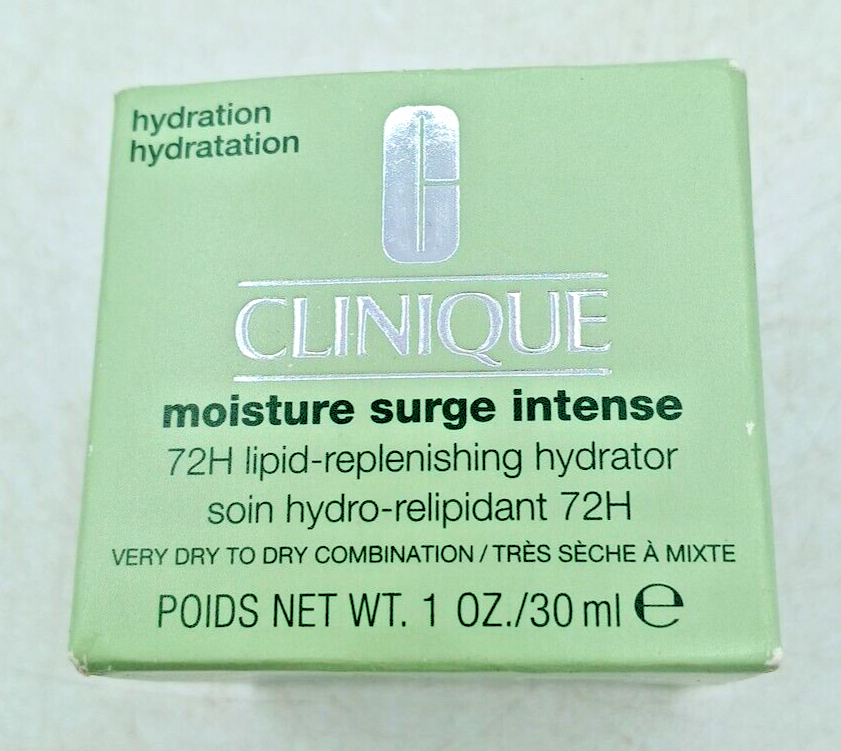 hydration
hydratation
CLINIQUE
moisture surge intense
72H lipid-replenishing hydrator
soin hydro-relipidant 72H
VERY DRY TO DRY COMBINATION / TRÈS SÈCHE À MIXTE
POIDS NET WT. 1 OZ./30 ml ℮